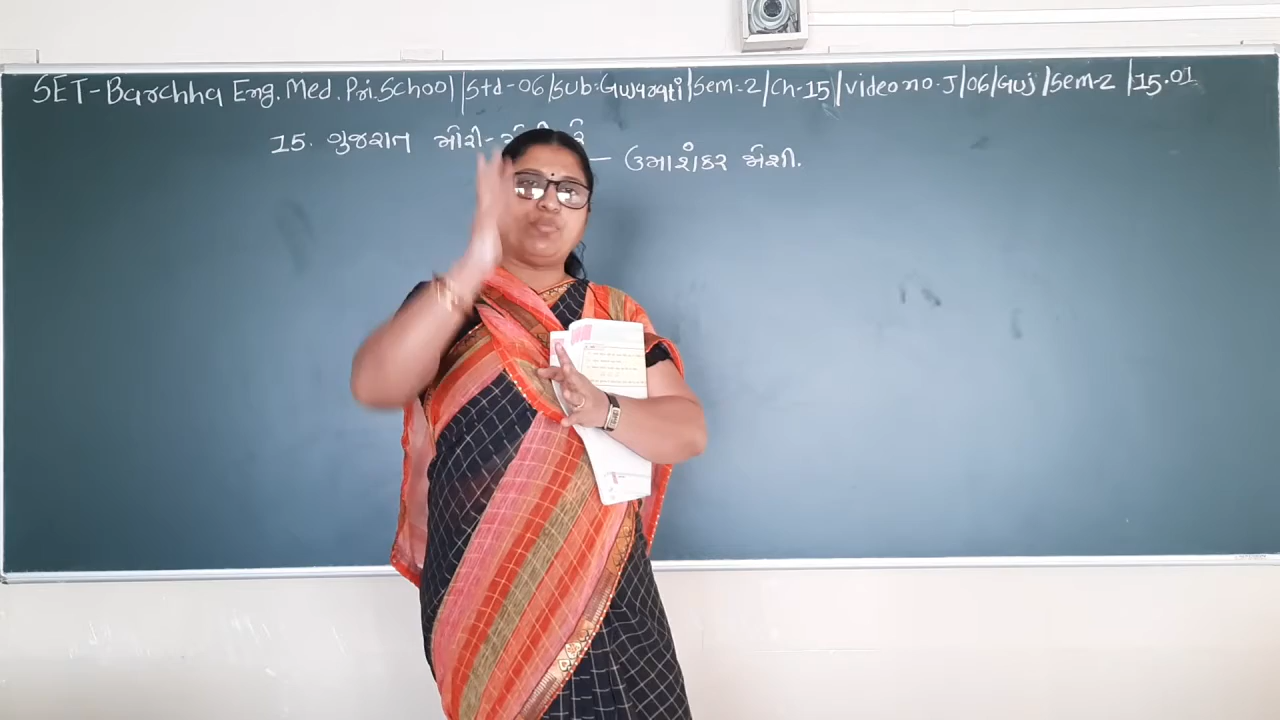 SET-Barchha Eng. Med. Pri. School | Std-06/Sub:Gujarati/Sem:2/Ch-15/Video no. J/06/Guj/Sem-2/15.01
15. ગુજરાત મોરી-
— ઉમાશંકર જોશી.